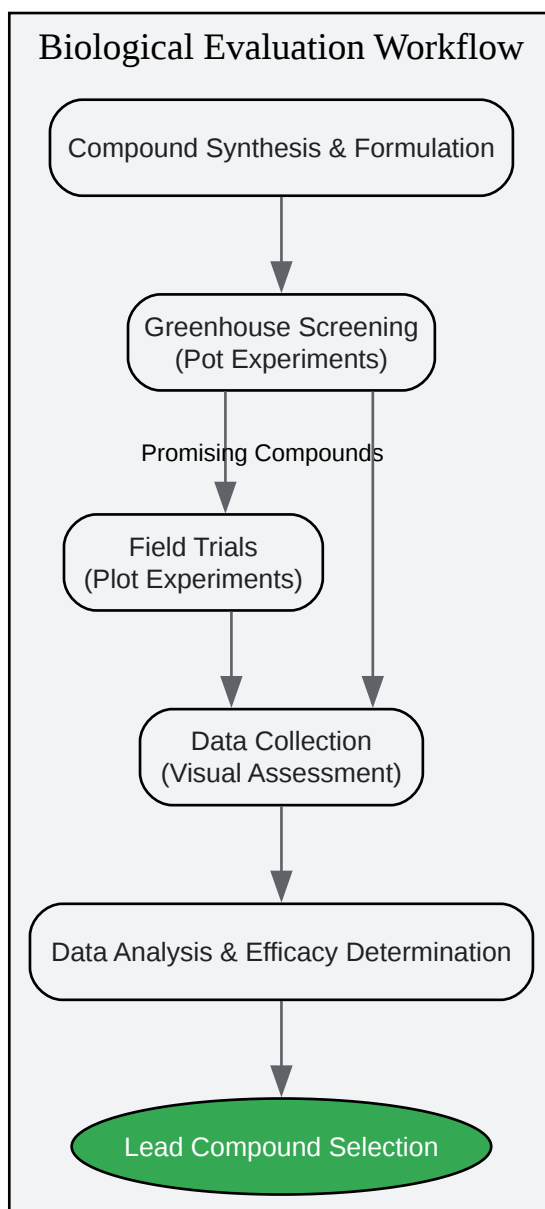 Biological Evaluation Workflow
Compound Synthesis & Formulation
Greenhouse Screening
(Pot Experiments)
Promising Compounds
Field Trials
(Plot Experiments)
Data Collection
(Visual Assessment)
Data Analysis & Efficacy Determination
Lead Compound Selection